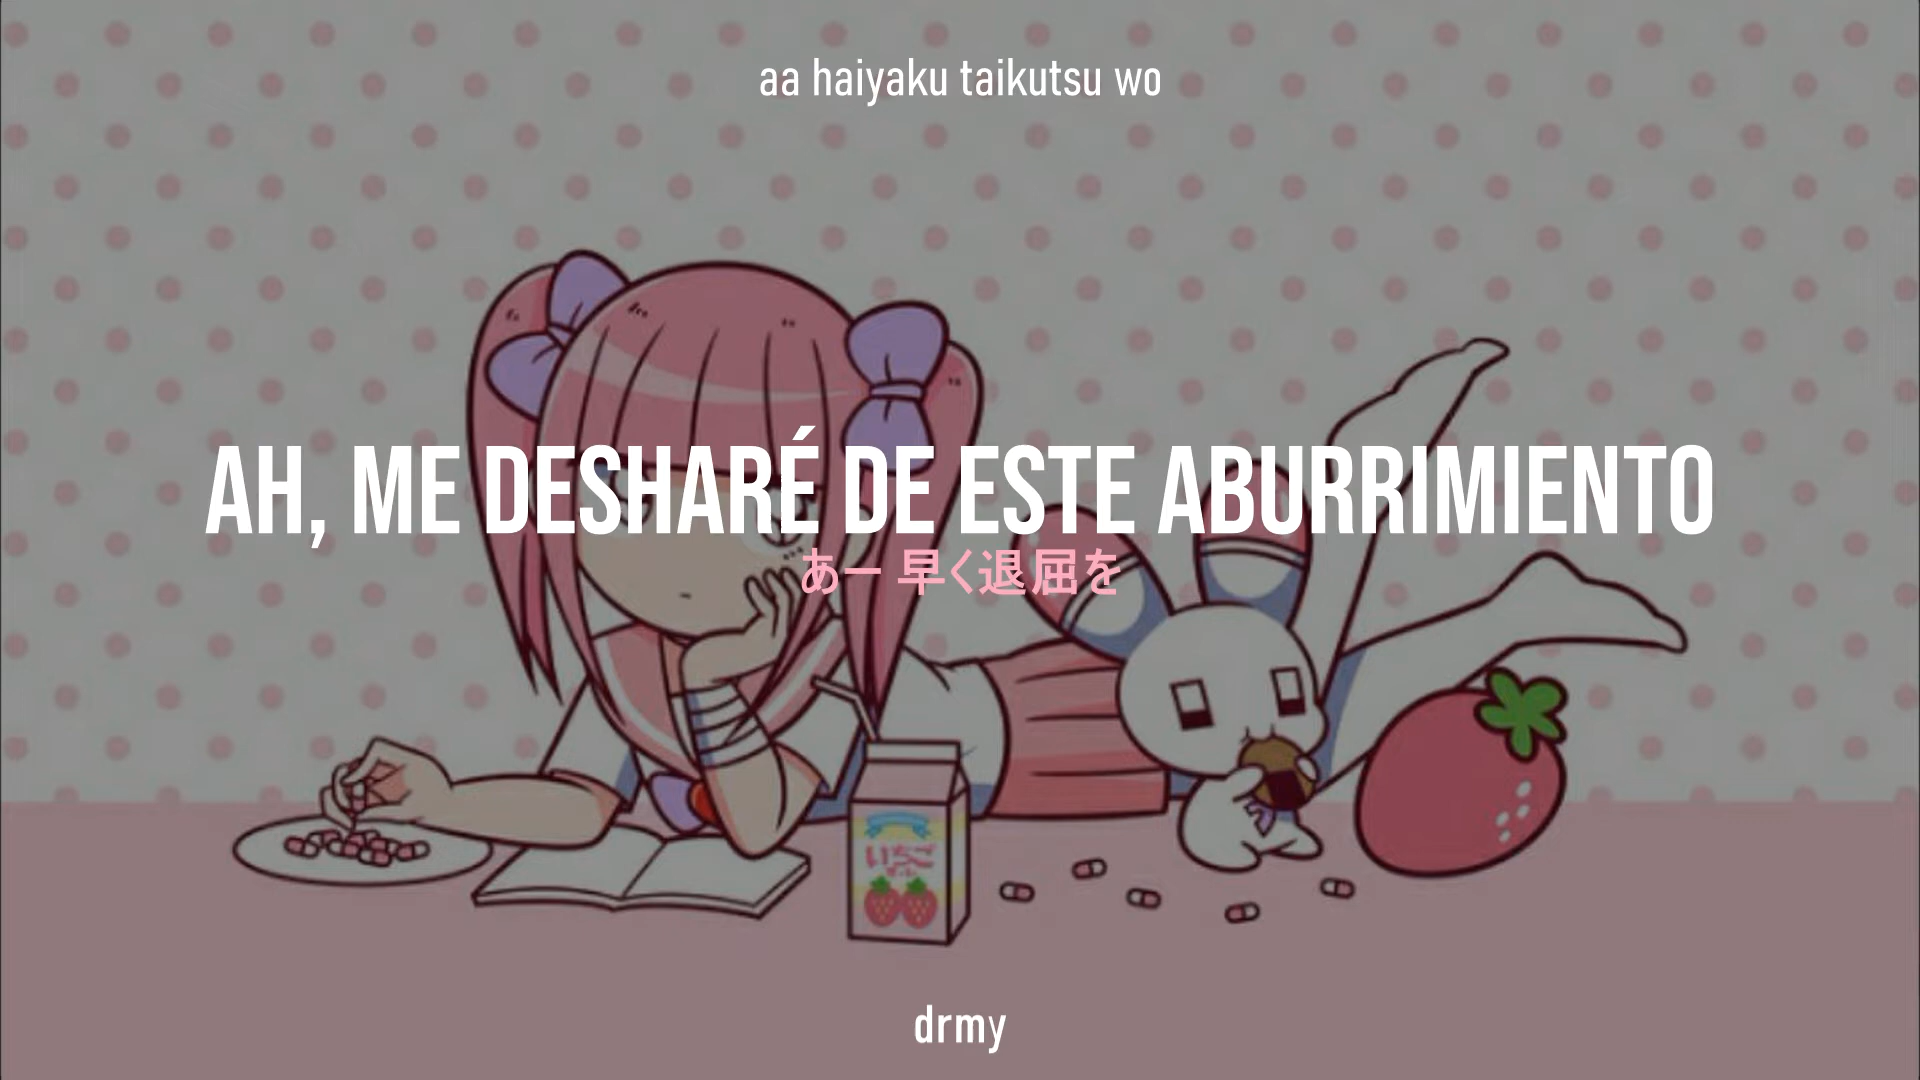 aa haiyaku taikutsu wo
AH, ME DESHARÉ DE ESTE ABURRIMIENTO
あー 早く退屈を
いちご
drmy